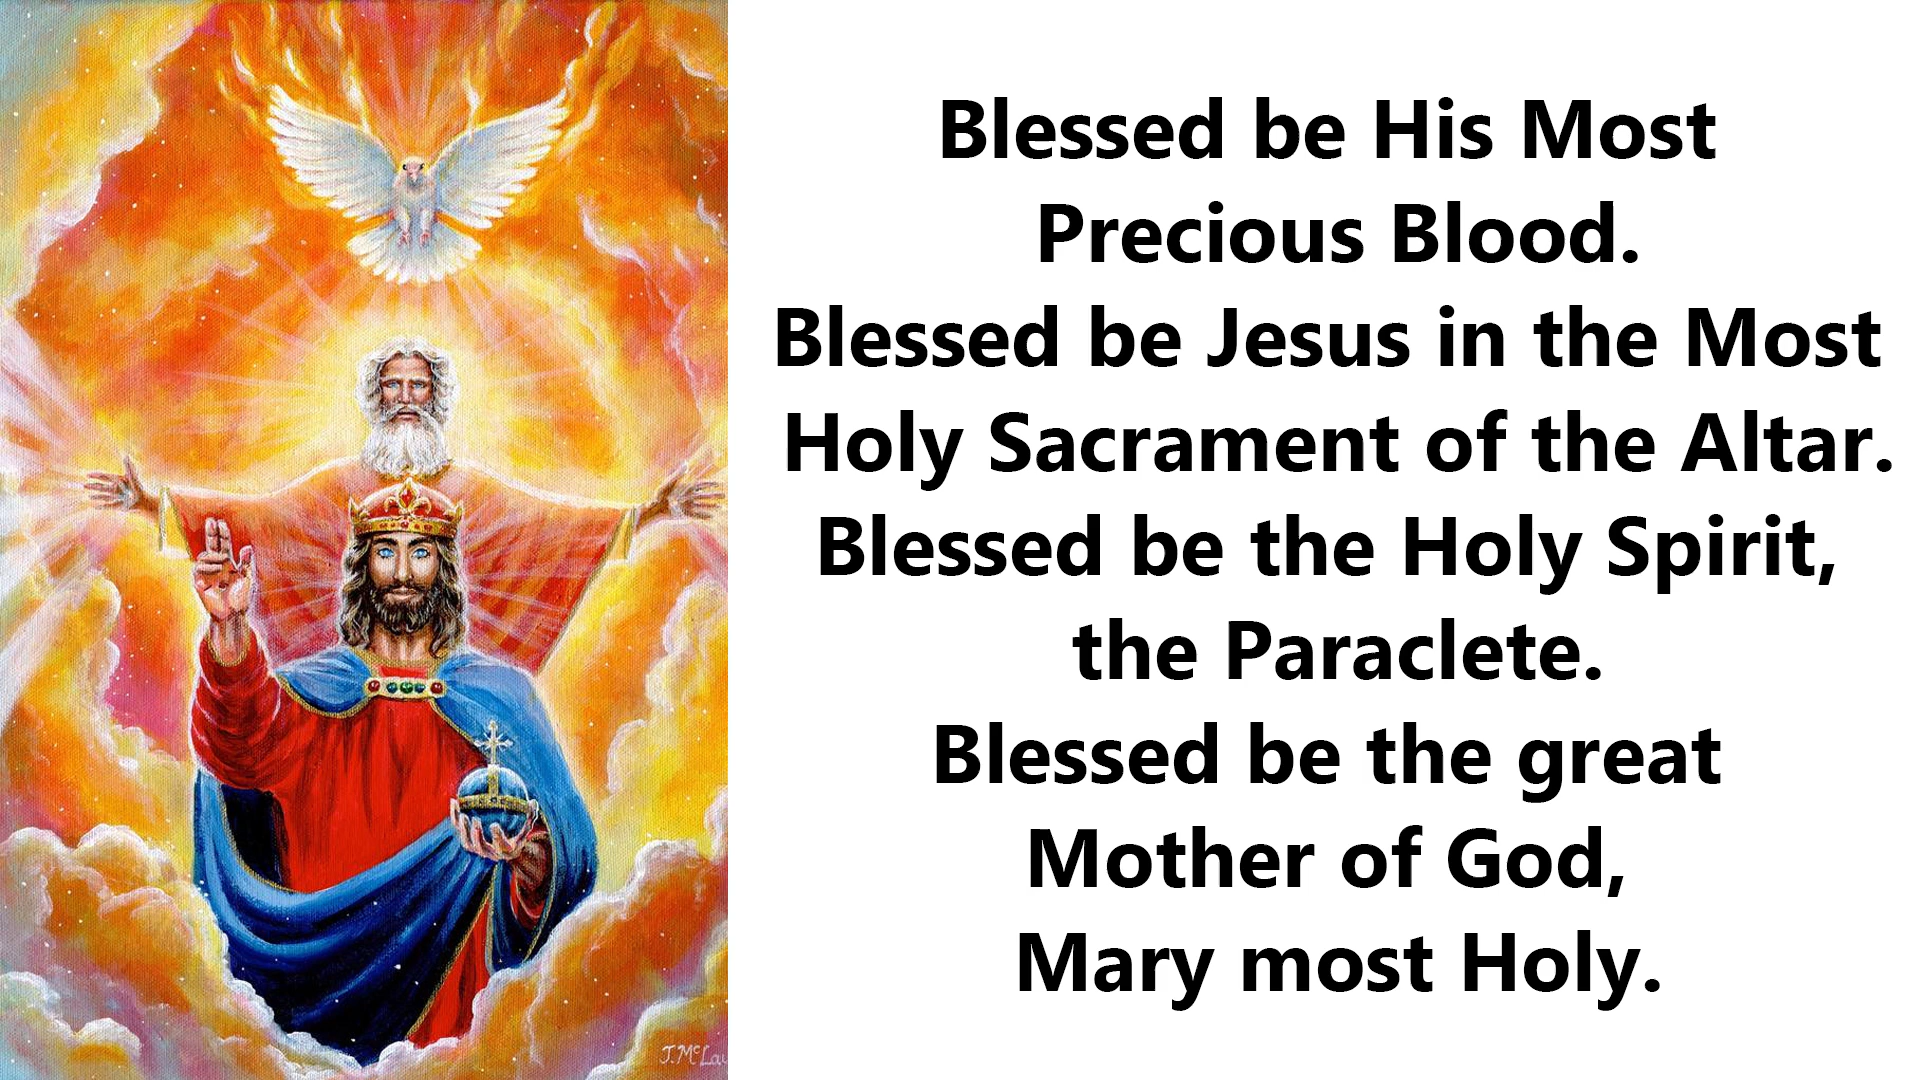 Blessed be His Most
Precious Blood.
Blessed be Jesus in the Most
Holy Sacrament of the Altar.
Blessed be the Holy Spirit,
the Paraclete.
Blessed be the great
Mother of God,
Mary most Holy.